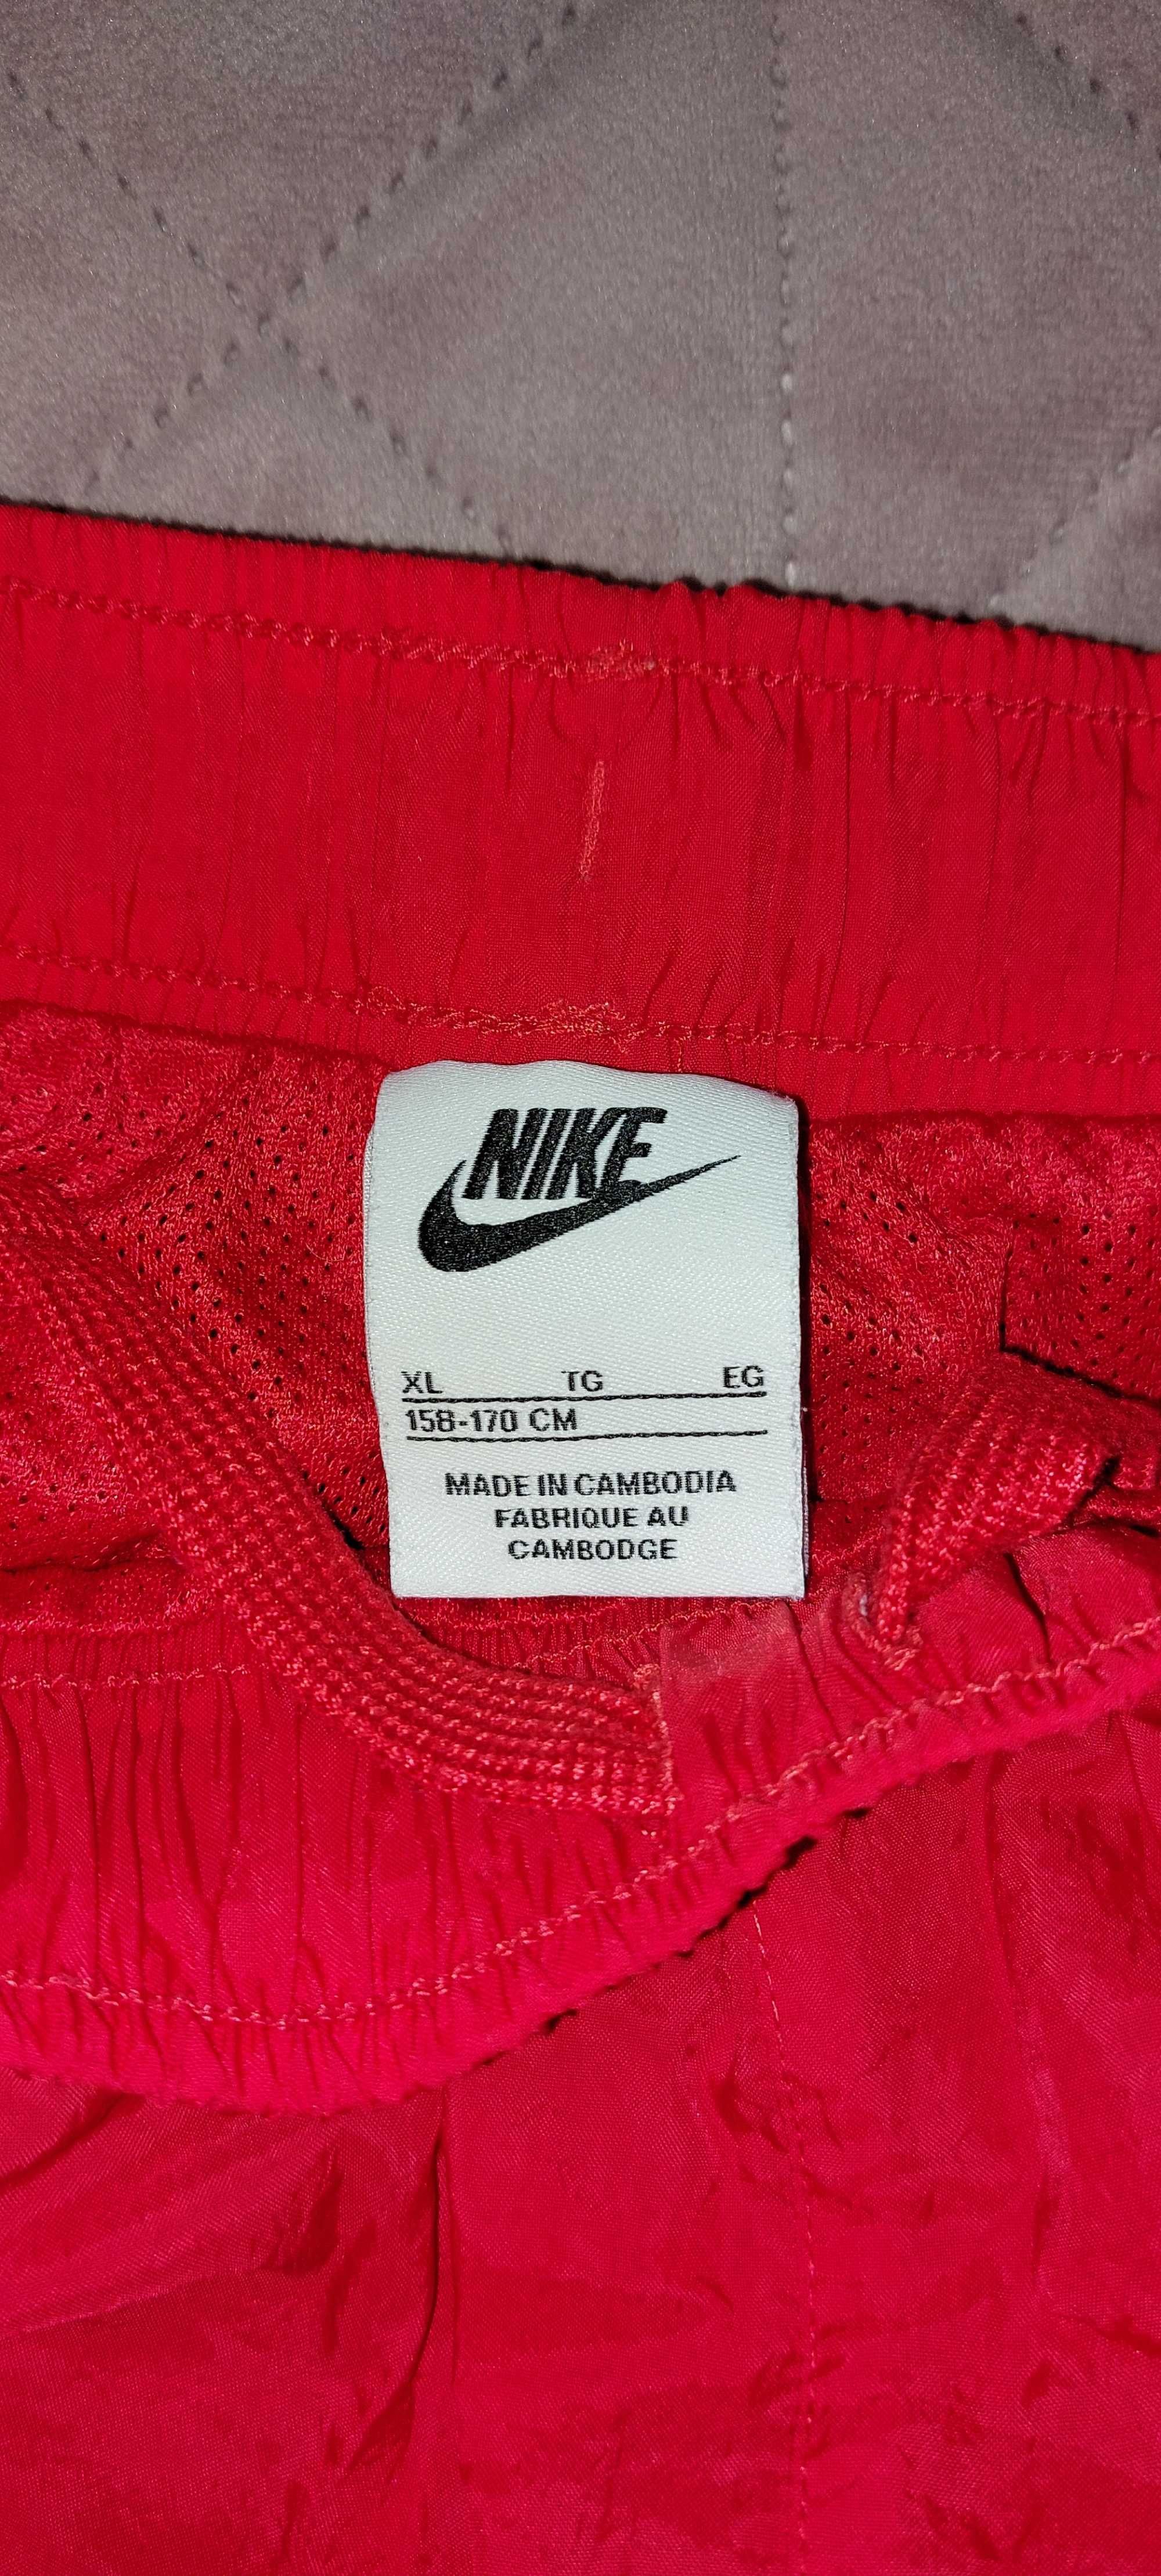 NIKE
XL TG EG
158-170 CM
MADE IN CAMBODIA
FABRIQUE AU
CAMBODGE